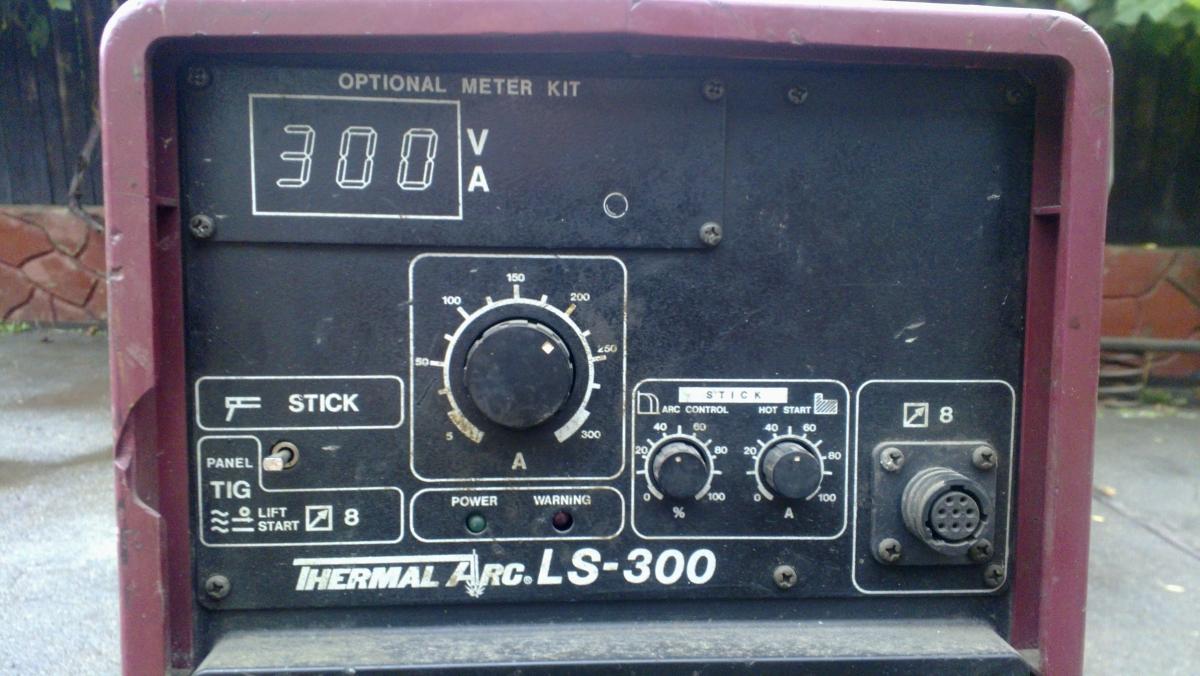 OPTIONAL METER KIT
300
V
A
150
100
200
50
250
5
300
A
STICK
PANEL
TIG
LIFT
START
8
POWER
WARNING
STICK
ARC CONTROL
HOT START
40 60
20 80
0 100
%
40 60
20 80
0 100
A
8
THERMAL ARC® LS-300